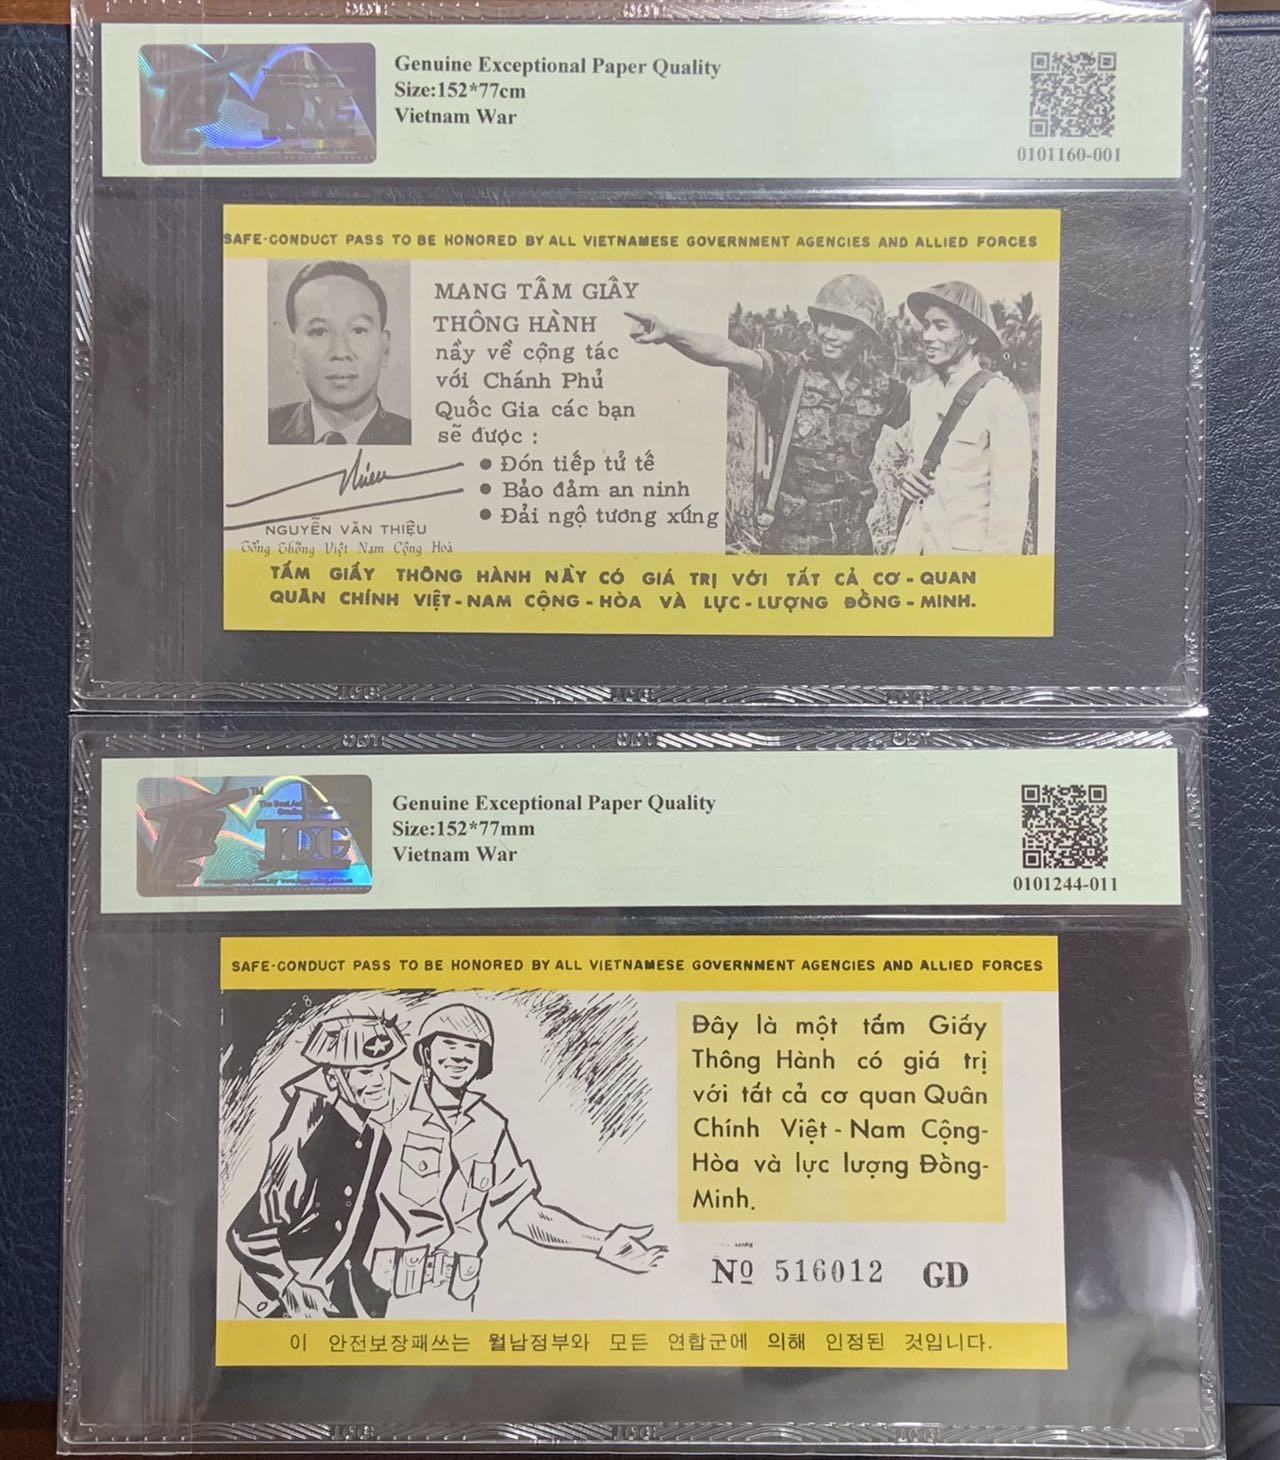 Genuine Exceptional Paper Quality
Size:152*77cm
Vietnam War
0101160-001
SAFE-CONDUCT PASS TO BE HONORED BY ALL VIETNAMESE GOVERNMENT AGENCIES AND ALLIED FORCES
MANG TẤM GIẤY
THÔNG HÀNH
nầy về cộng tác
với Chánh Phủ
Quốc Gia các bạn
sẽ được :
● Đón tiếp tử tế
● Bảo đảm an ninh
● Đải ngộ tương xứng
NGUYỄN VĂN THIỆU
Tổng Thống Việt Nam Cộng Hoà
TẤM GIẤY THÔNG HÀNH NẦY CÓ GIÁ TRỊ VỚI TẤT CẢ CƠ - QUAN
QUÂN CHÍNH VIỆT - NAM CỘNG - HÒA VÀ LỰC - LƯỢNG ĐỒNG - MINH.
TQG
Genuine Exceptional Paper Quality
Size:152*77mm
Vietnam War
0101244-011
SAFE-CONDUCT PASS TO BE HONORED BY ALL VIETNAMESE GOVERNMENT AGENCIES AND ALLIED FORCES
8
Đây là một tấm Giấy
Thông Hành có giá trị
với tất cả cơ quan Quân
Chính Việt - Nam Cộng-
Hòa và lực lượng Đồng-
Minh.
Nº 516012 GD
이 안전보장패쓰는 월남정부와 모든 연합군에 의해 인정된 것입니다.